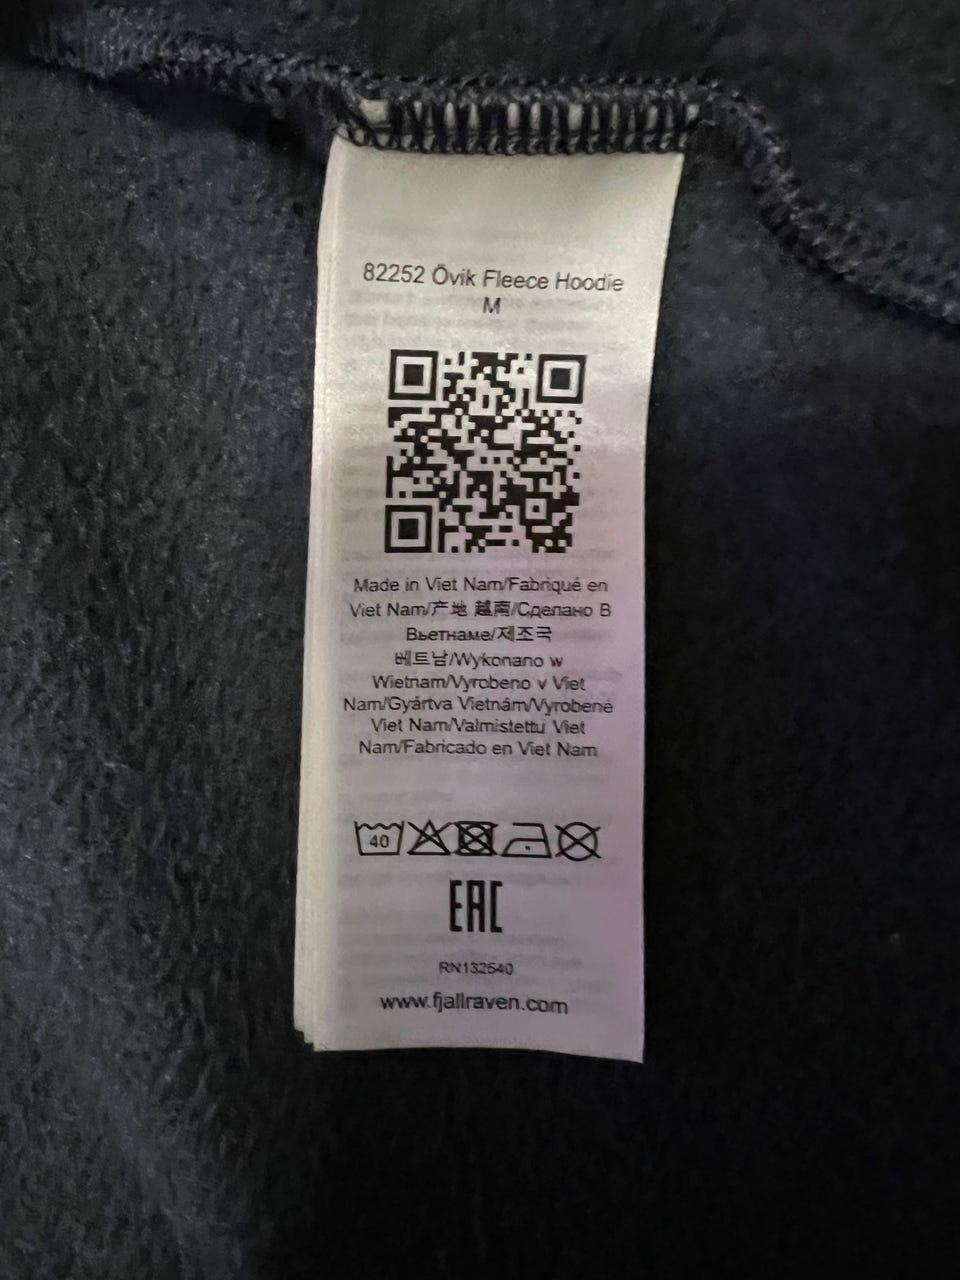 82252 Övik Fleece Hoodie
M
Made in Viet Nam/Fabriqué en
Viet Nam/产地 越南/Сделано В
Вьетнаме/제조국
베트남/Wykonano w
Wietnam/Vyrobeno v Viet
Nam/Gyártva Vietnám/Vyrobené
Viet Nam/Valmistettu Viet
Nam/Fabricado en Viet Nam
40
EAC
RN132640
www.fjallraven.com